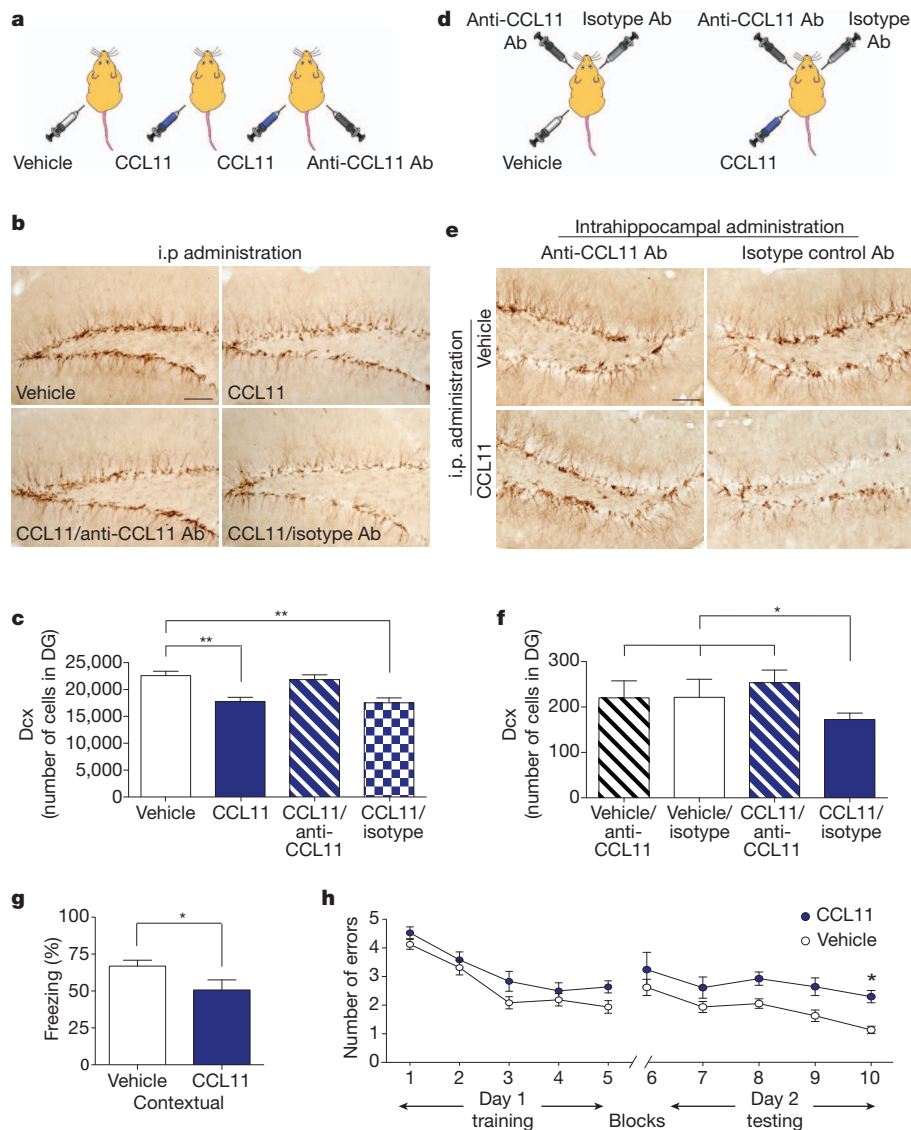 a
Vehicle
CCL11
CCL11
Anti-CCL11 Ab
d
Anti-CCL11
Ab
Isotype Ab
Anti-CCL11 Ab
Isotype
Ab
Vehicle
CCL11
b
i.p administration
Vehicle
CCL11
CCL11/anti-CCL11 Ab
CCL11/isotype Ab
e
Intrahippocampal administration
Anti-CCL11 Ab
Isotype control Ab
i.p. administration
Vehicle
CCL11
c
**
**
Dcx
(number of cells in DG)
25,000
20,000
15,000
10,000
5,000
0
Vehicle
CCL11
CCL11/
anti-
CCL11
CCL11/
isotype
f
*
Dcx
(number of cells in DG)
300
200
100
0
Vehicle/
anti-
CCL11
Vehicle/
isotype
CCL11/
anti-
CCL11
CCL11/
isotype
g
*
Freezing (%)
100
75
50
25
0
Vehicle
CCL11
Contextual
h
Number of errors
5
4
3
2
1
0
CCL11
Vehicle
*
1 2 3 4 5 6 7 8 9 10
Day 1
training
Blocks
Day 2
testing